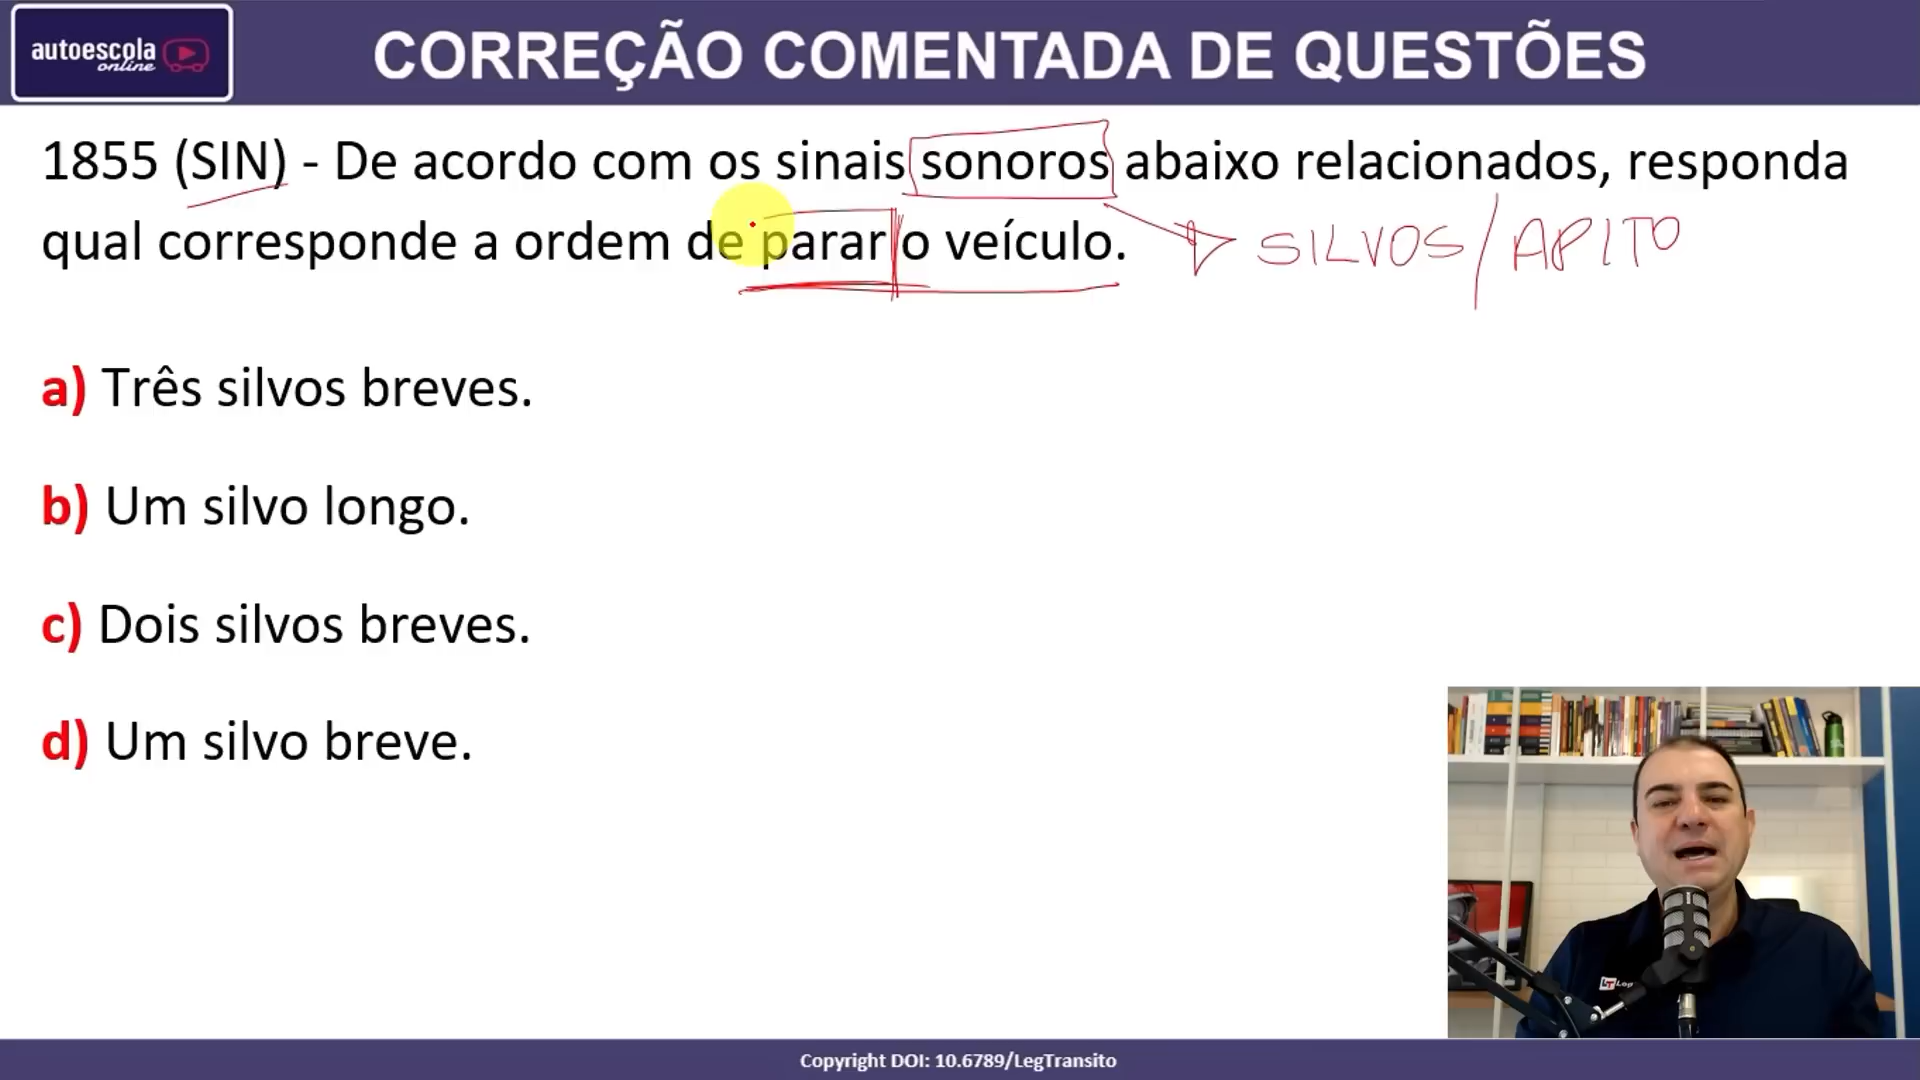 autoescola
online
CORREÇÃO COMENTADA DE QUESTÕES
1855 (SIN) - De acordo com os sinais sonoros abaixo relacionados, responda
qual corresponde a ordem de parar o veículo.
SILVOS/APITO
a) Três silvos breves.
b) Um silvo longo.
c) Dois silvos breves.
d) Um silvo breve.
LT Leg
Copyright DOI: 10.6789/LegTransito